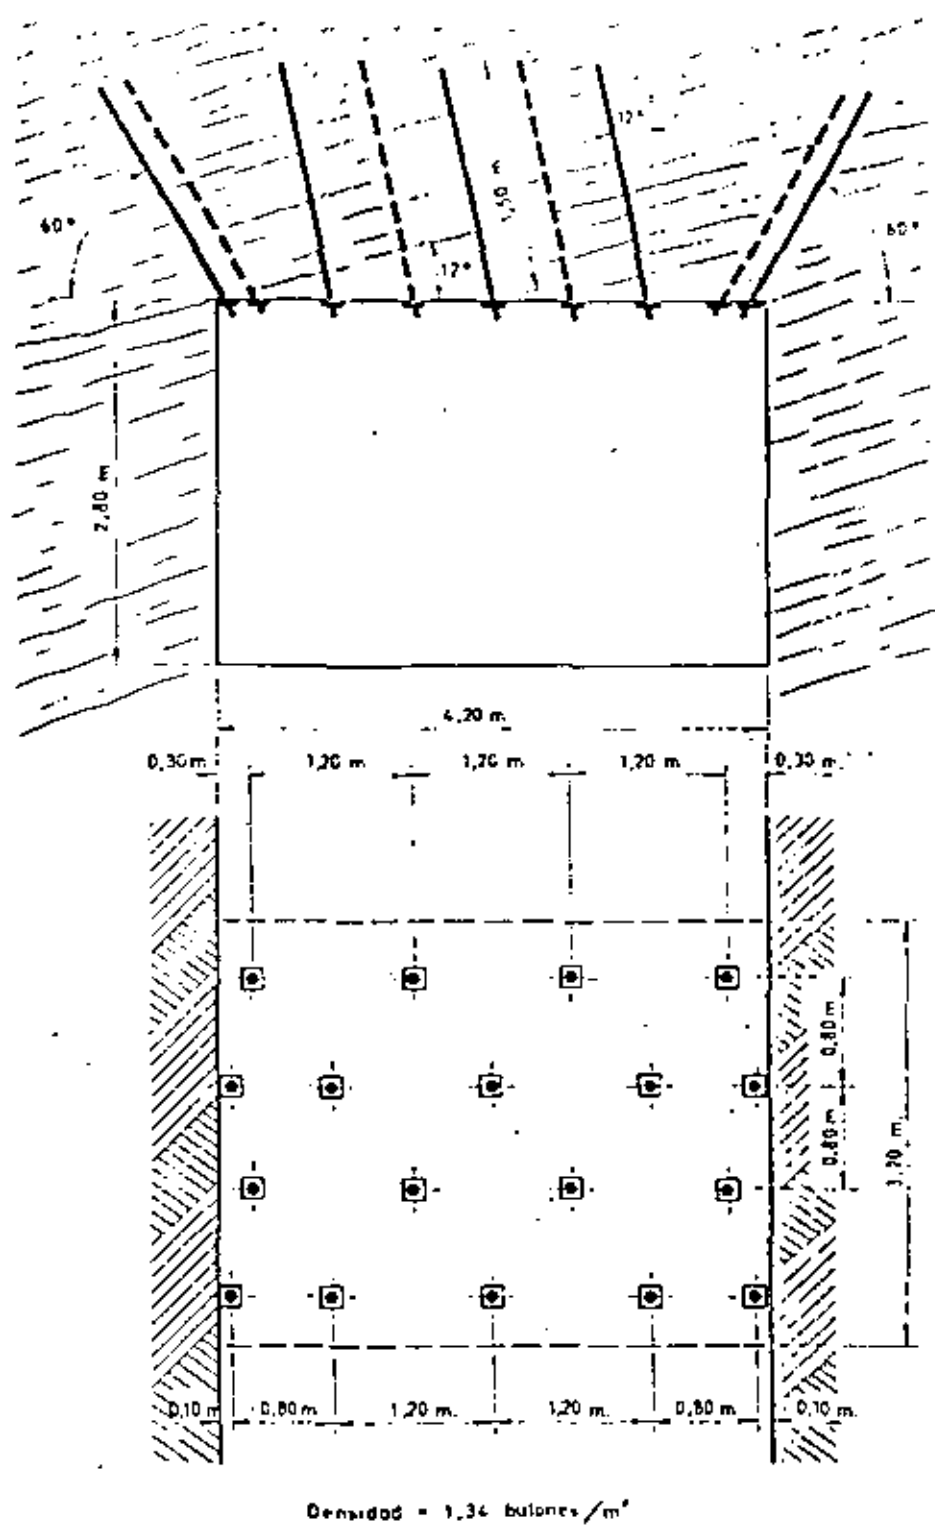 12°
1,50 m
60°
60°
12°
2,80 m
4,20 m.
0,30 m
1,20 m
1,20 m
1,20 m
0,30 m.
0,80 m
0,80 m
3,20 m.
0,10 m
0,80 m
1,20 m.
1,20 m.
0,80 m
0,10 m.
Densidad = 1,34 bulones/m²